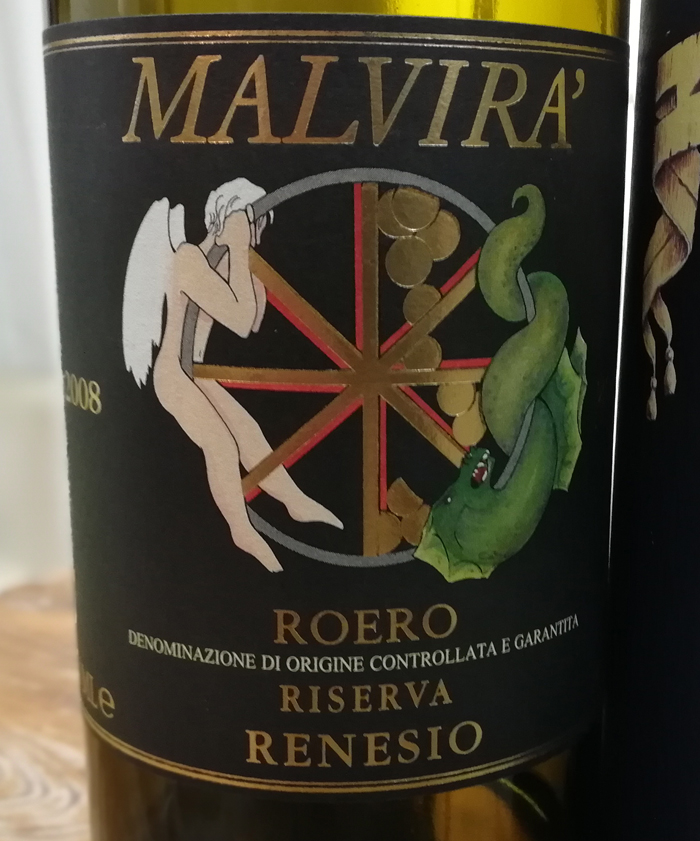 MALVIRA'
2008
ROERO
DENOMINAZIONE DI ORIGINE CONTROLLATA E GARANTITA
RISERVA
RENESIO